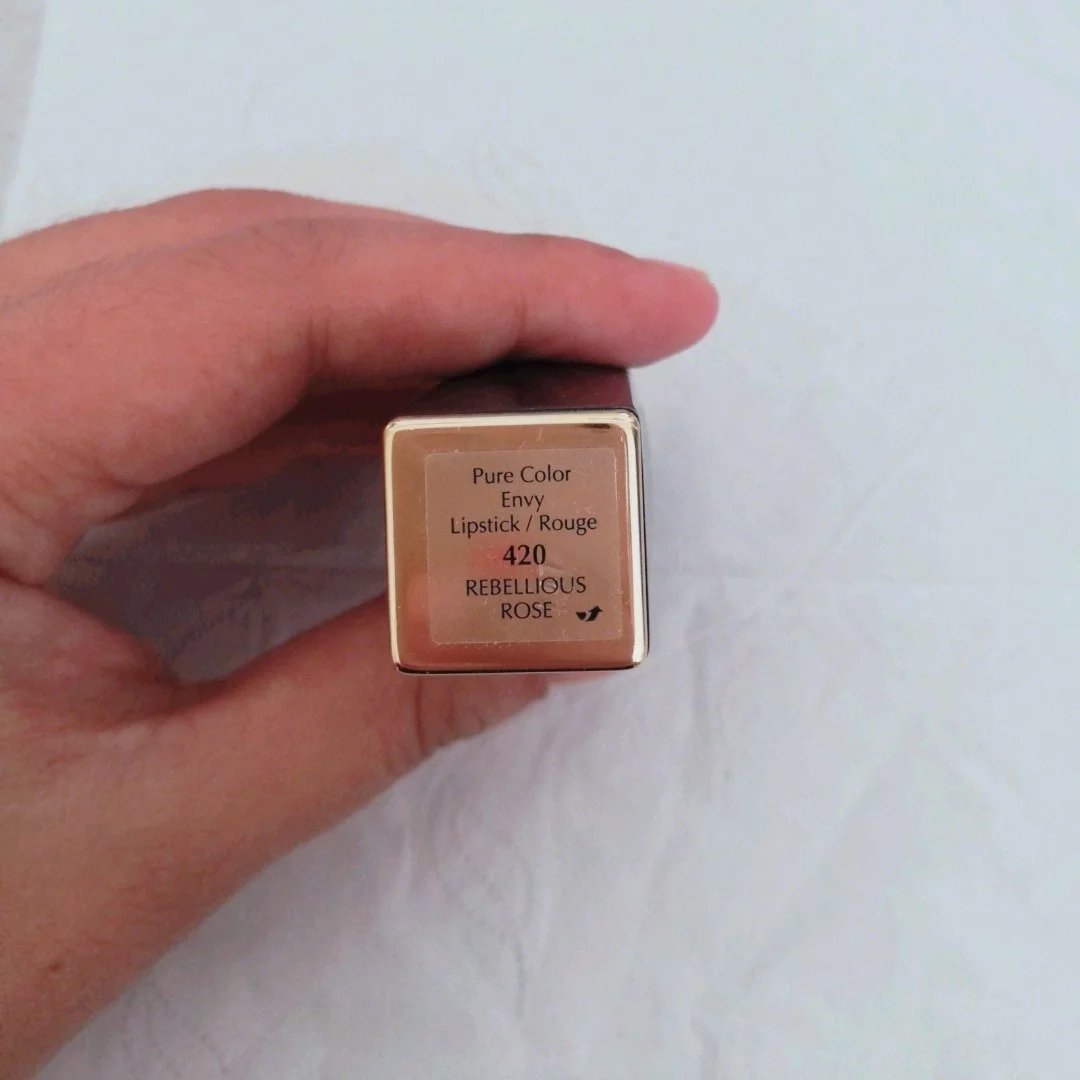 Pure Color
Envy
Lipstick / Rouge
420
REBELLIOUS
ROSE